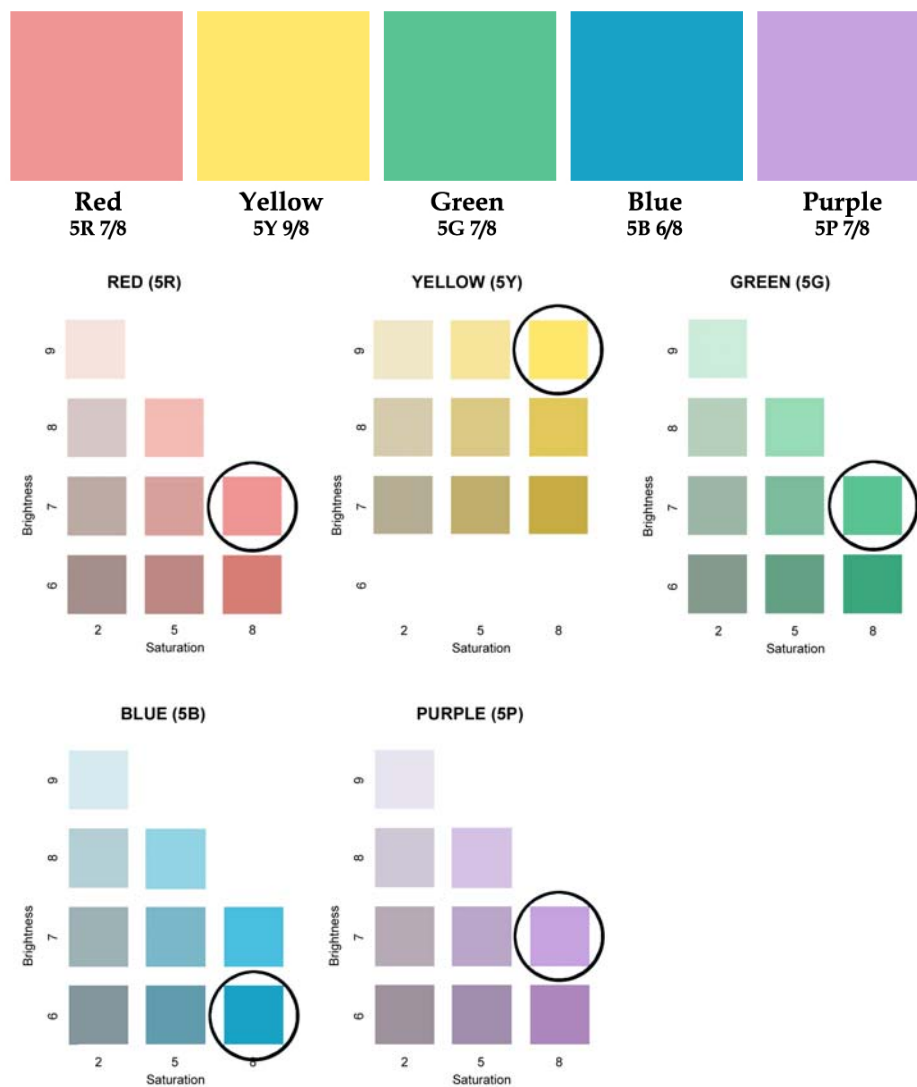 Red Yellow Green Blue Purple
5R 7/8 5Y 9/8 5G 7/8 5B 6/8 5P 7/8
RED (5R)
9
8
7
6
Brightness
2 5 8
Saturation
YELLOW (5Y)
9
8
7
6
Brightness
2 5 8
Saturation
GREEN (5G)
9
8
7
6
Brightness
2 5 8
Saturation
BLUE (5B)
9
8
7
6
Brightness
2 5 8
Saturation
PURPLE (5P)
9
8
7
6
Brightness
2 5 8
Saturation